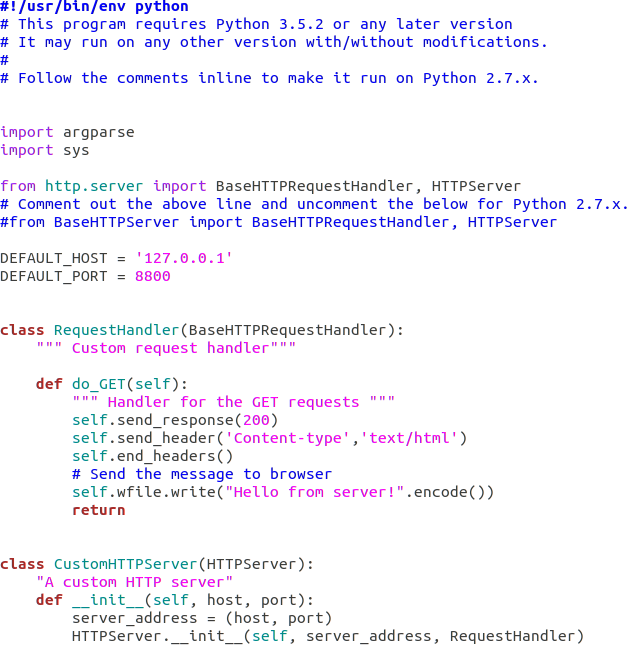 #!/usr/bin/env python
# This program requires Python 3.5.2 or any later version
# It may run on any other version with/without modifications.
#
# Follow the comments inline to make it run on Python 2.7.x.


import argparse
import sys

from http.server import BaseHTTPRequestHandler, HTTPServer
# Comment out the above line and uncomment the below for Python 2.7.x.
#from BaseHTTPServer import BaseHTTPRequestHandler, HTTPServer

DEFAULT_HOST = '127.0.0.1'
DEFAULT_PORT = 8800


class RequestHandler(BaseHTTPRequestHandler):
    """ Custom request handler"""

    def do_GET(self):
        """ Handler for the GET requests """
        self.send_response(200)
        self.send_header('Content-type','text/html')
        self.end_headers()
        # Send the message to browser
        self.wfile.write("Hello from server!".encode())
        return


class CustomHTTPServer(HTTPServer):
    "A custom HTTP server"
    def __init__(self, host, port):
        server_address = (host, port)
        HTTPServer.__init__(self, server_address, RequestHandler)